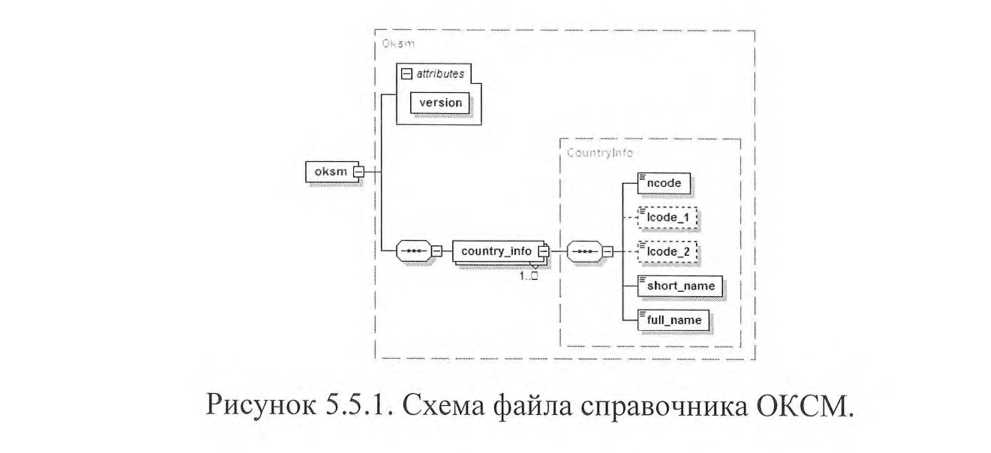 Oksm
attributes
version
CountryInfo
oksm
ncode
lcode_1
country_info
lcode_2
1..□
short_name
full_name
Рисунок 5.5.1. Схема файла справочника ОКСМ.